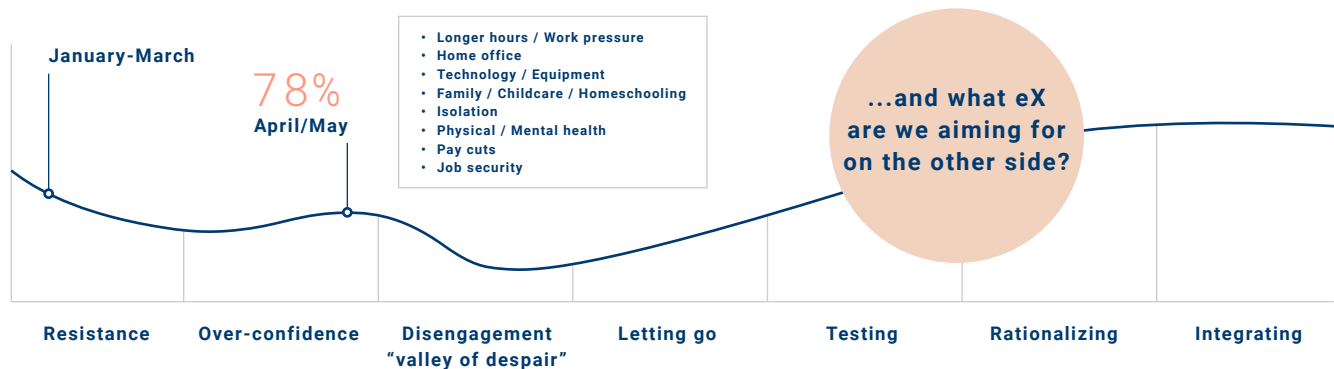 January-March
78%
April/May
• Longer hours / Work pressure
• Home office
• Technology / Equipment
• Family / Childcare / Homeschooling
• Isolation
• Physical / Mental health
• Pay cuts
• Job security
...and what eX
are we aiming for
on the other side?
Resistance
Over-confidence
Disengagement
“valley of despair”
Letting go
Testing
Rationalizing
Integrating